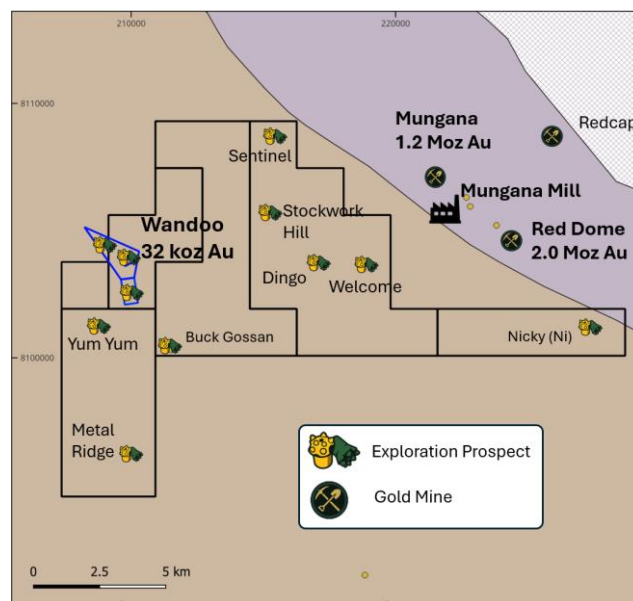 210000
220000
8110000
Mungana
1.2 Moz Au
Redcap
Sentinel
Mungana Mill
Wandoo
32 koz Au
Stockwork
Hill
Red Dome
2.0 Moz Au
Dingo
Welcome
Yum Yum
Buck Gossan
Nicky (Ni)
8100000
Metal
Ridge
Exploration Prospect
Gold Mine
0 2.5 5 km
210000
220000